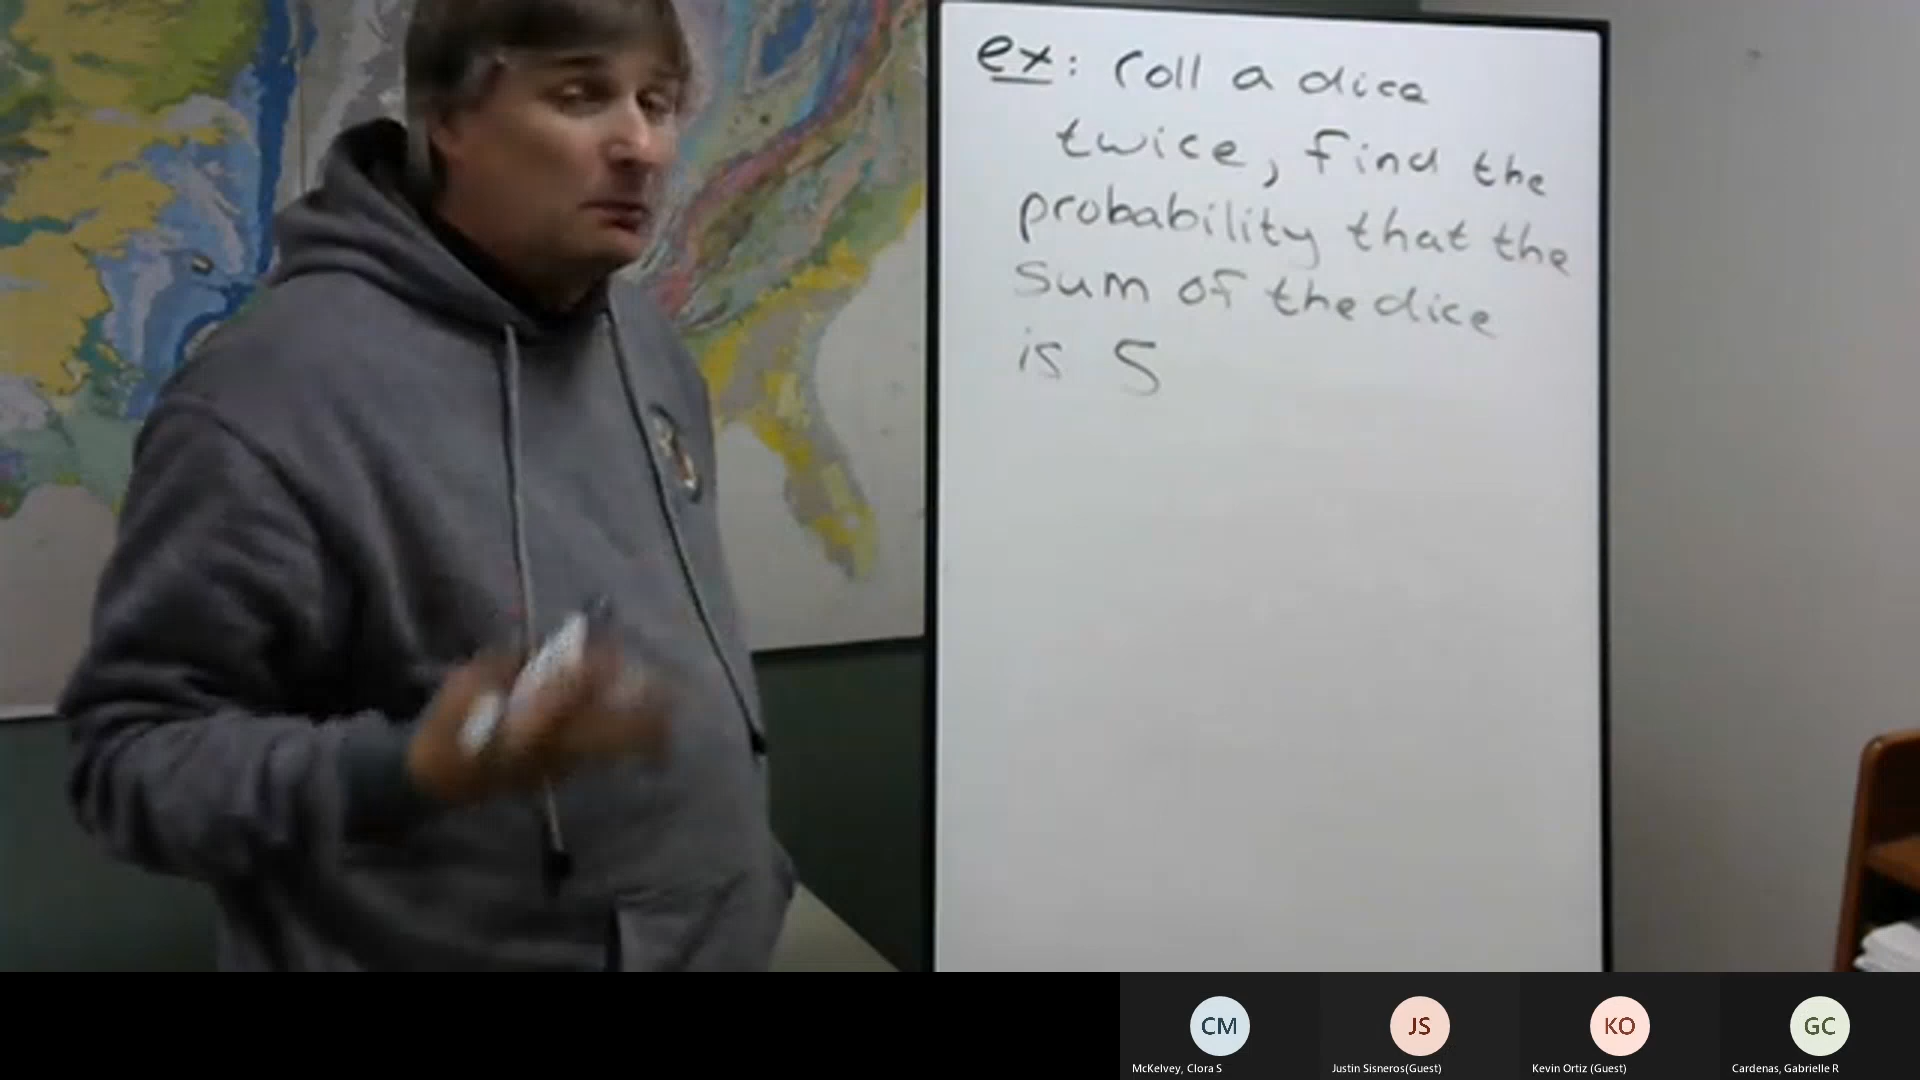 ex: roll a dice
twice, find the
probability that the
sum of the dice
is 5
CM
JS
KO
GC
McKelvey, Clora S
Justin Sisneros(Guest)
Kevin Ortiz (Guest)
Cardenas, Gabrielle R